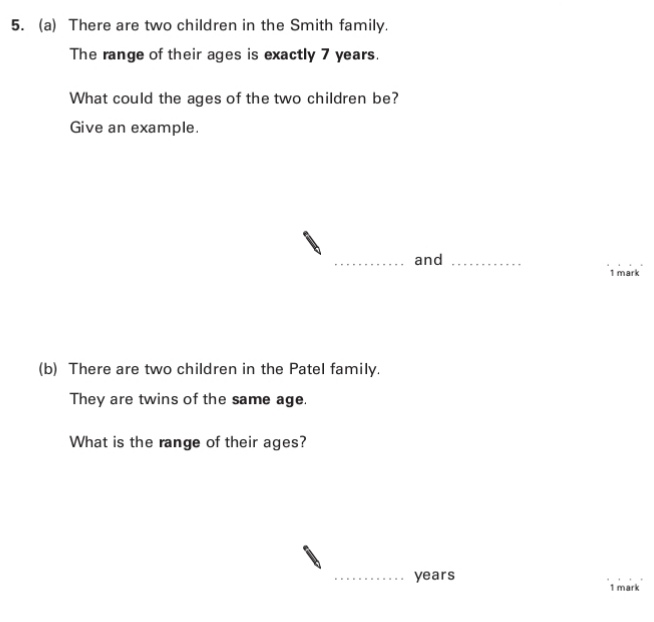 5. (a) There are two children in the Smith family.
The range of their ages is exactly 7 years.
What could the ages of the two children be?
Give an example.
............ and ............
1 mark
(b) There are two children in the Patel family.
They are twins of the same age.
What is the range of their ages?
............ years
1 mark